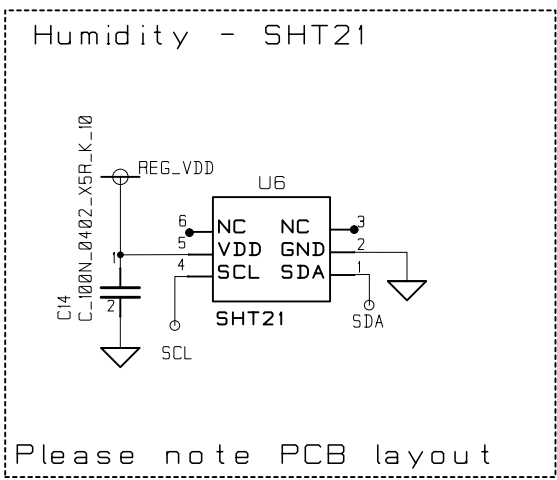 Humidity - SHT21
C14
C_100N_0402_X5R_K_10
REG_VDD
U6
6 NC NC 3
5 VDD GND 2
4 SCL SDA 1
1
2
SHT21
SCL
SDA
Please note PCB layout